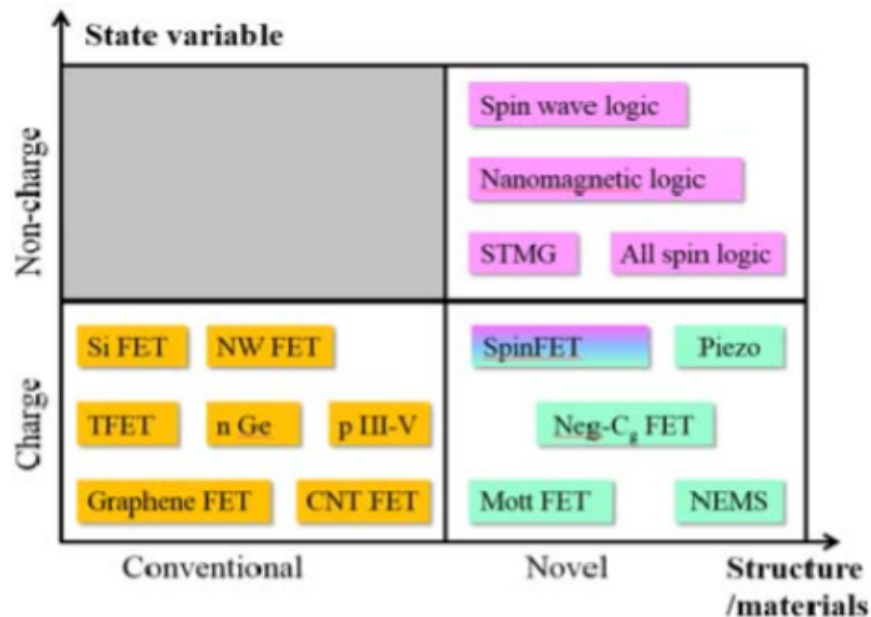 State variable
Non-charge
Spin wave logic
Nanomagnetic logic
STMG All spin logic
Charge
Si FET NW FET SpinFET Piezo
TFET n Ge p III-V Neg-Cg FET
Graphene FET CNT FET Mott FET NEMS
Conventional Novel Structure
/materials